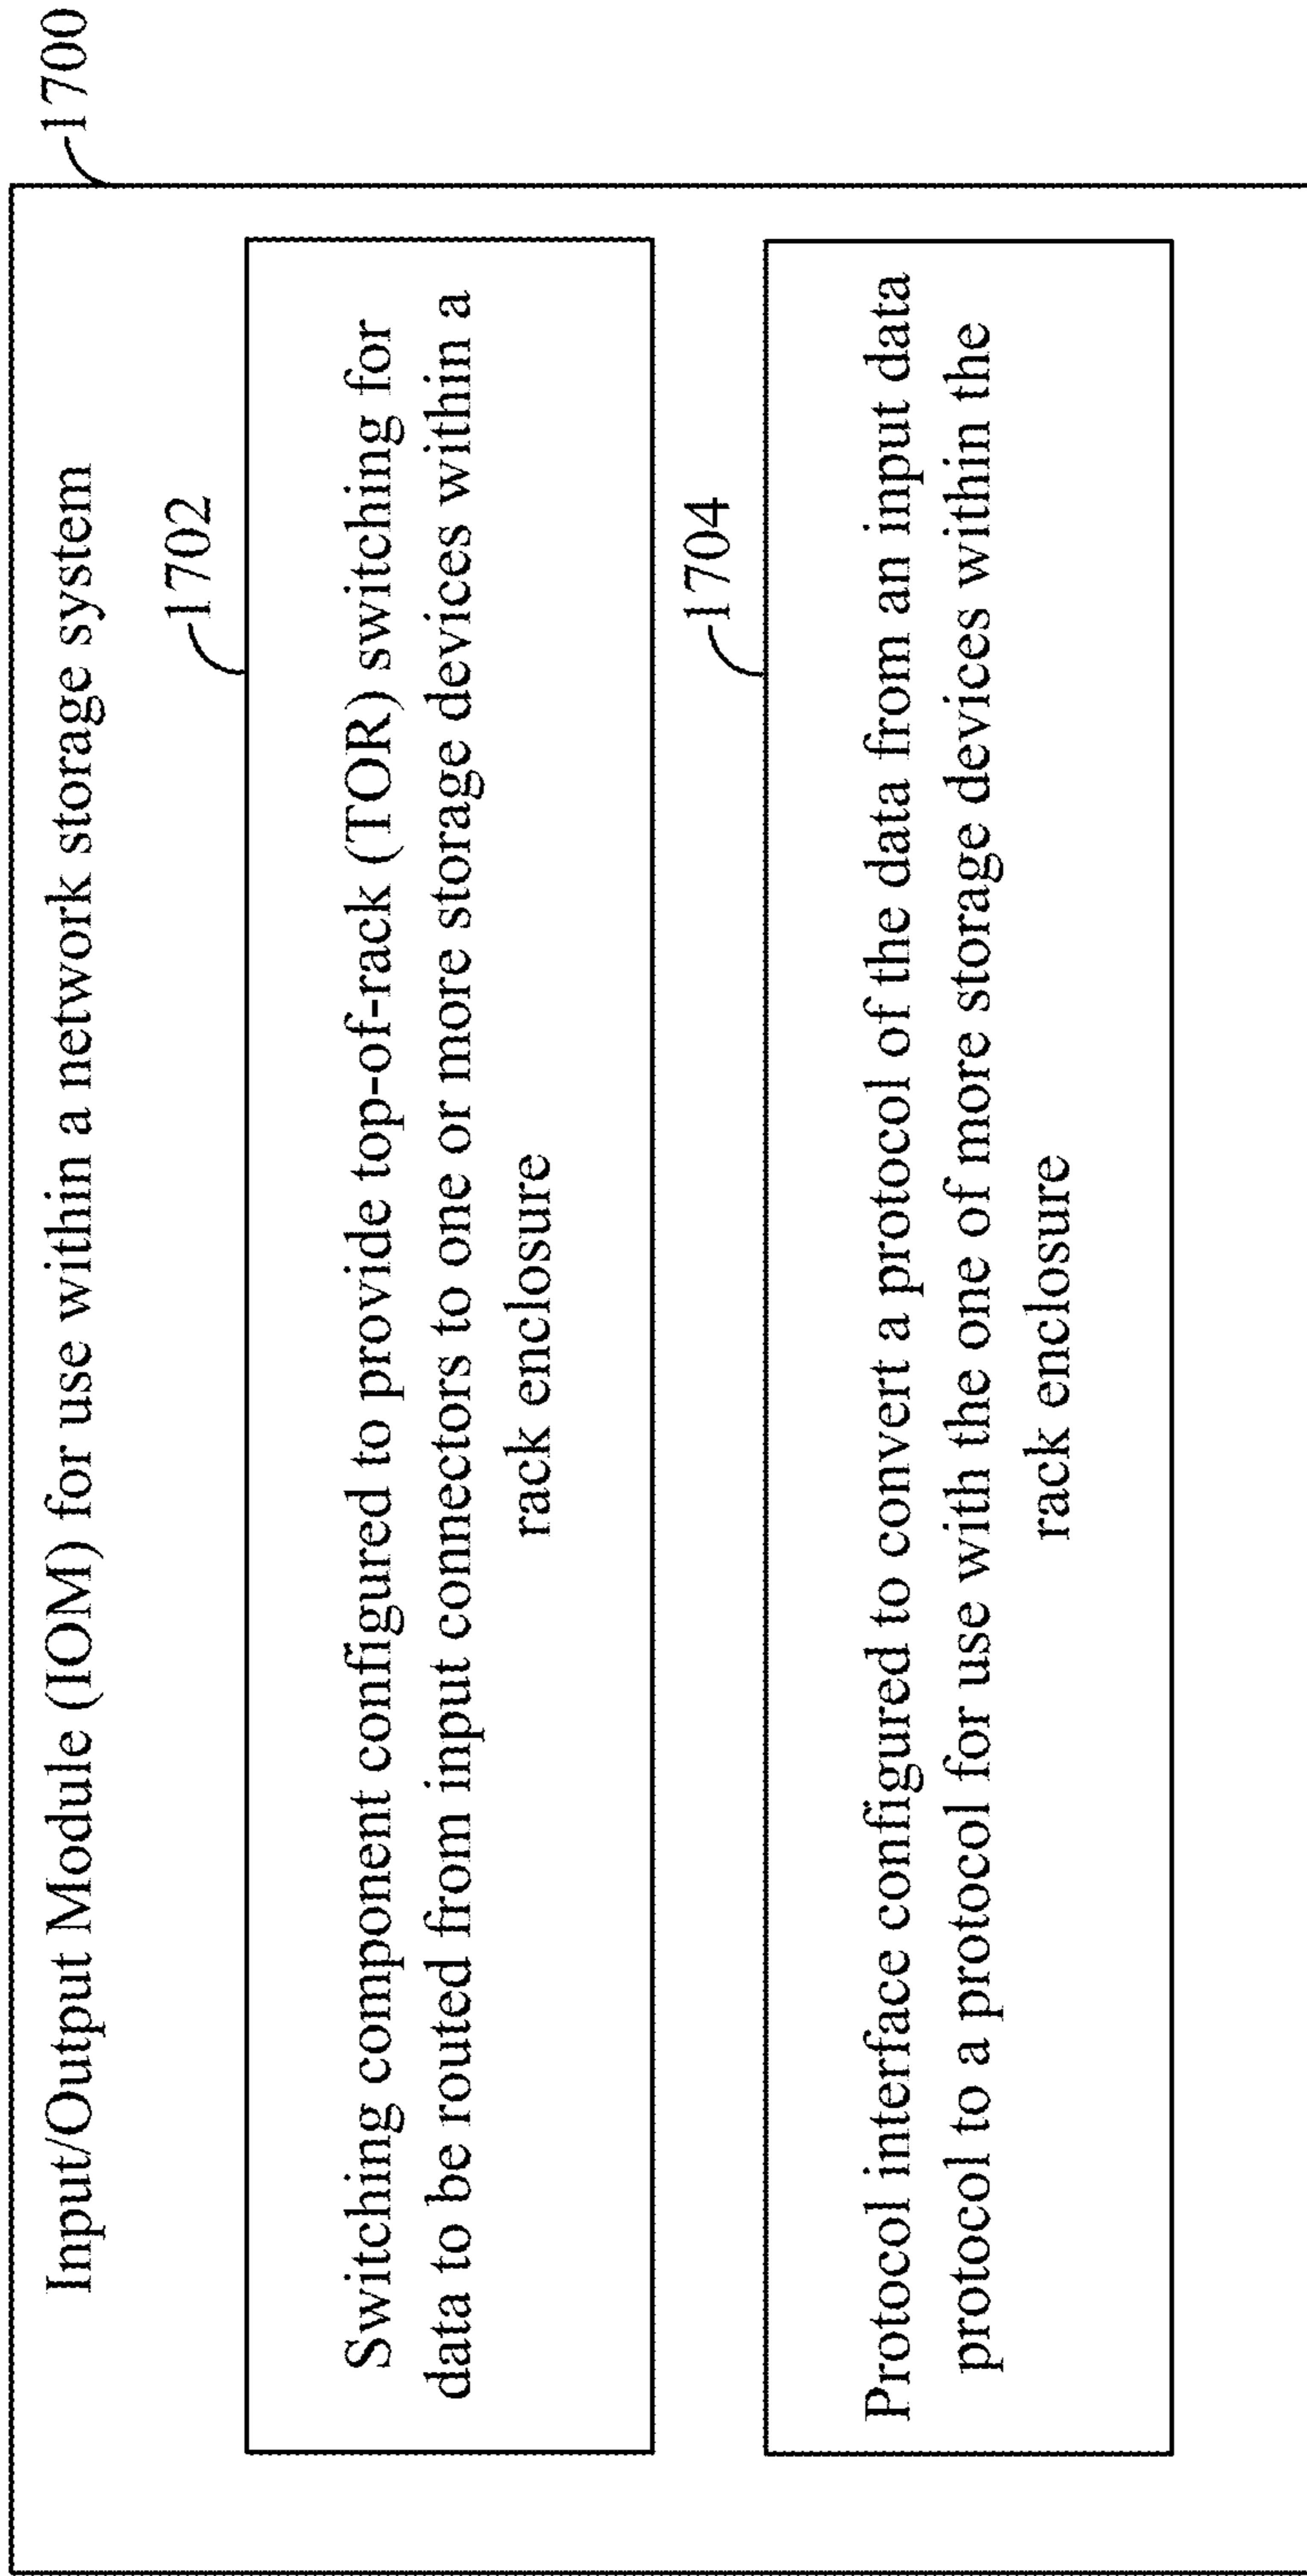 1700
Input/Output Module (IOM) for use within a network storage system
1702
Switching component configured to provide top-of-rack (TOR) switching for
data to be routed from input connectors to one or more storage devices within a
rack enclosure
1704
Protocol interface configured to convert a protocol of the data from an input data
protocol to a protocol for use with the one of more storage devices within the
rack enclosure